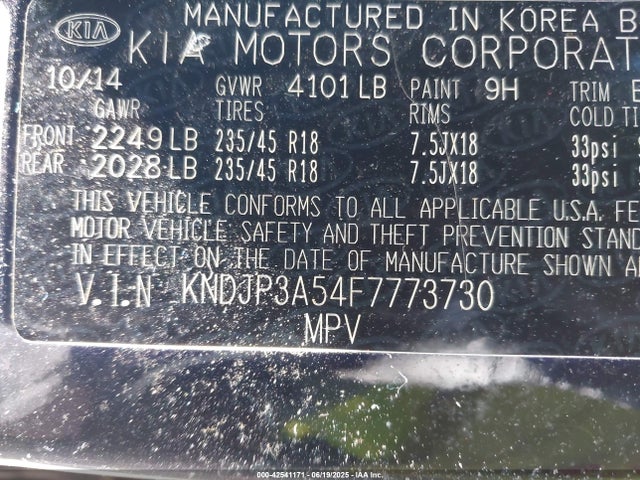 MANUFACTURED IN KOREA B
KIA
KIA MOTORS CORPORAT
10/14 GVWR 4101 LB PAINT 9H TRIM E
GAWR TIRES RIMS COLD TI
FRONT 2249 LB 235/45 R18 7.5JX18 33psi
REAR 2028 LB 235/45 R18 7.5JX18 33psi
THIS VEHICLE CONFORMS TO ALL APPLICABLE U.S.A. FE
MOTOR VEHICLE SAFETY AND THEFT PREVENTION STAND
IN EFFECT ON THE DATE OF MANUFACTURE SHOWN A
V.I.N KNDJP3A54F7773730
MPV
000-42541171 - 06/19/2025 - IAA Inc.